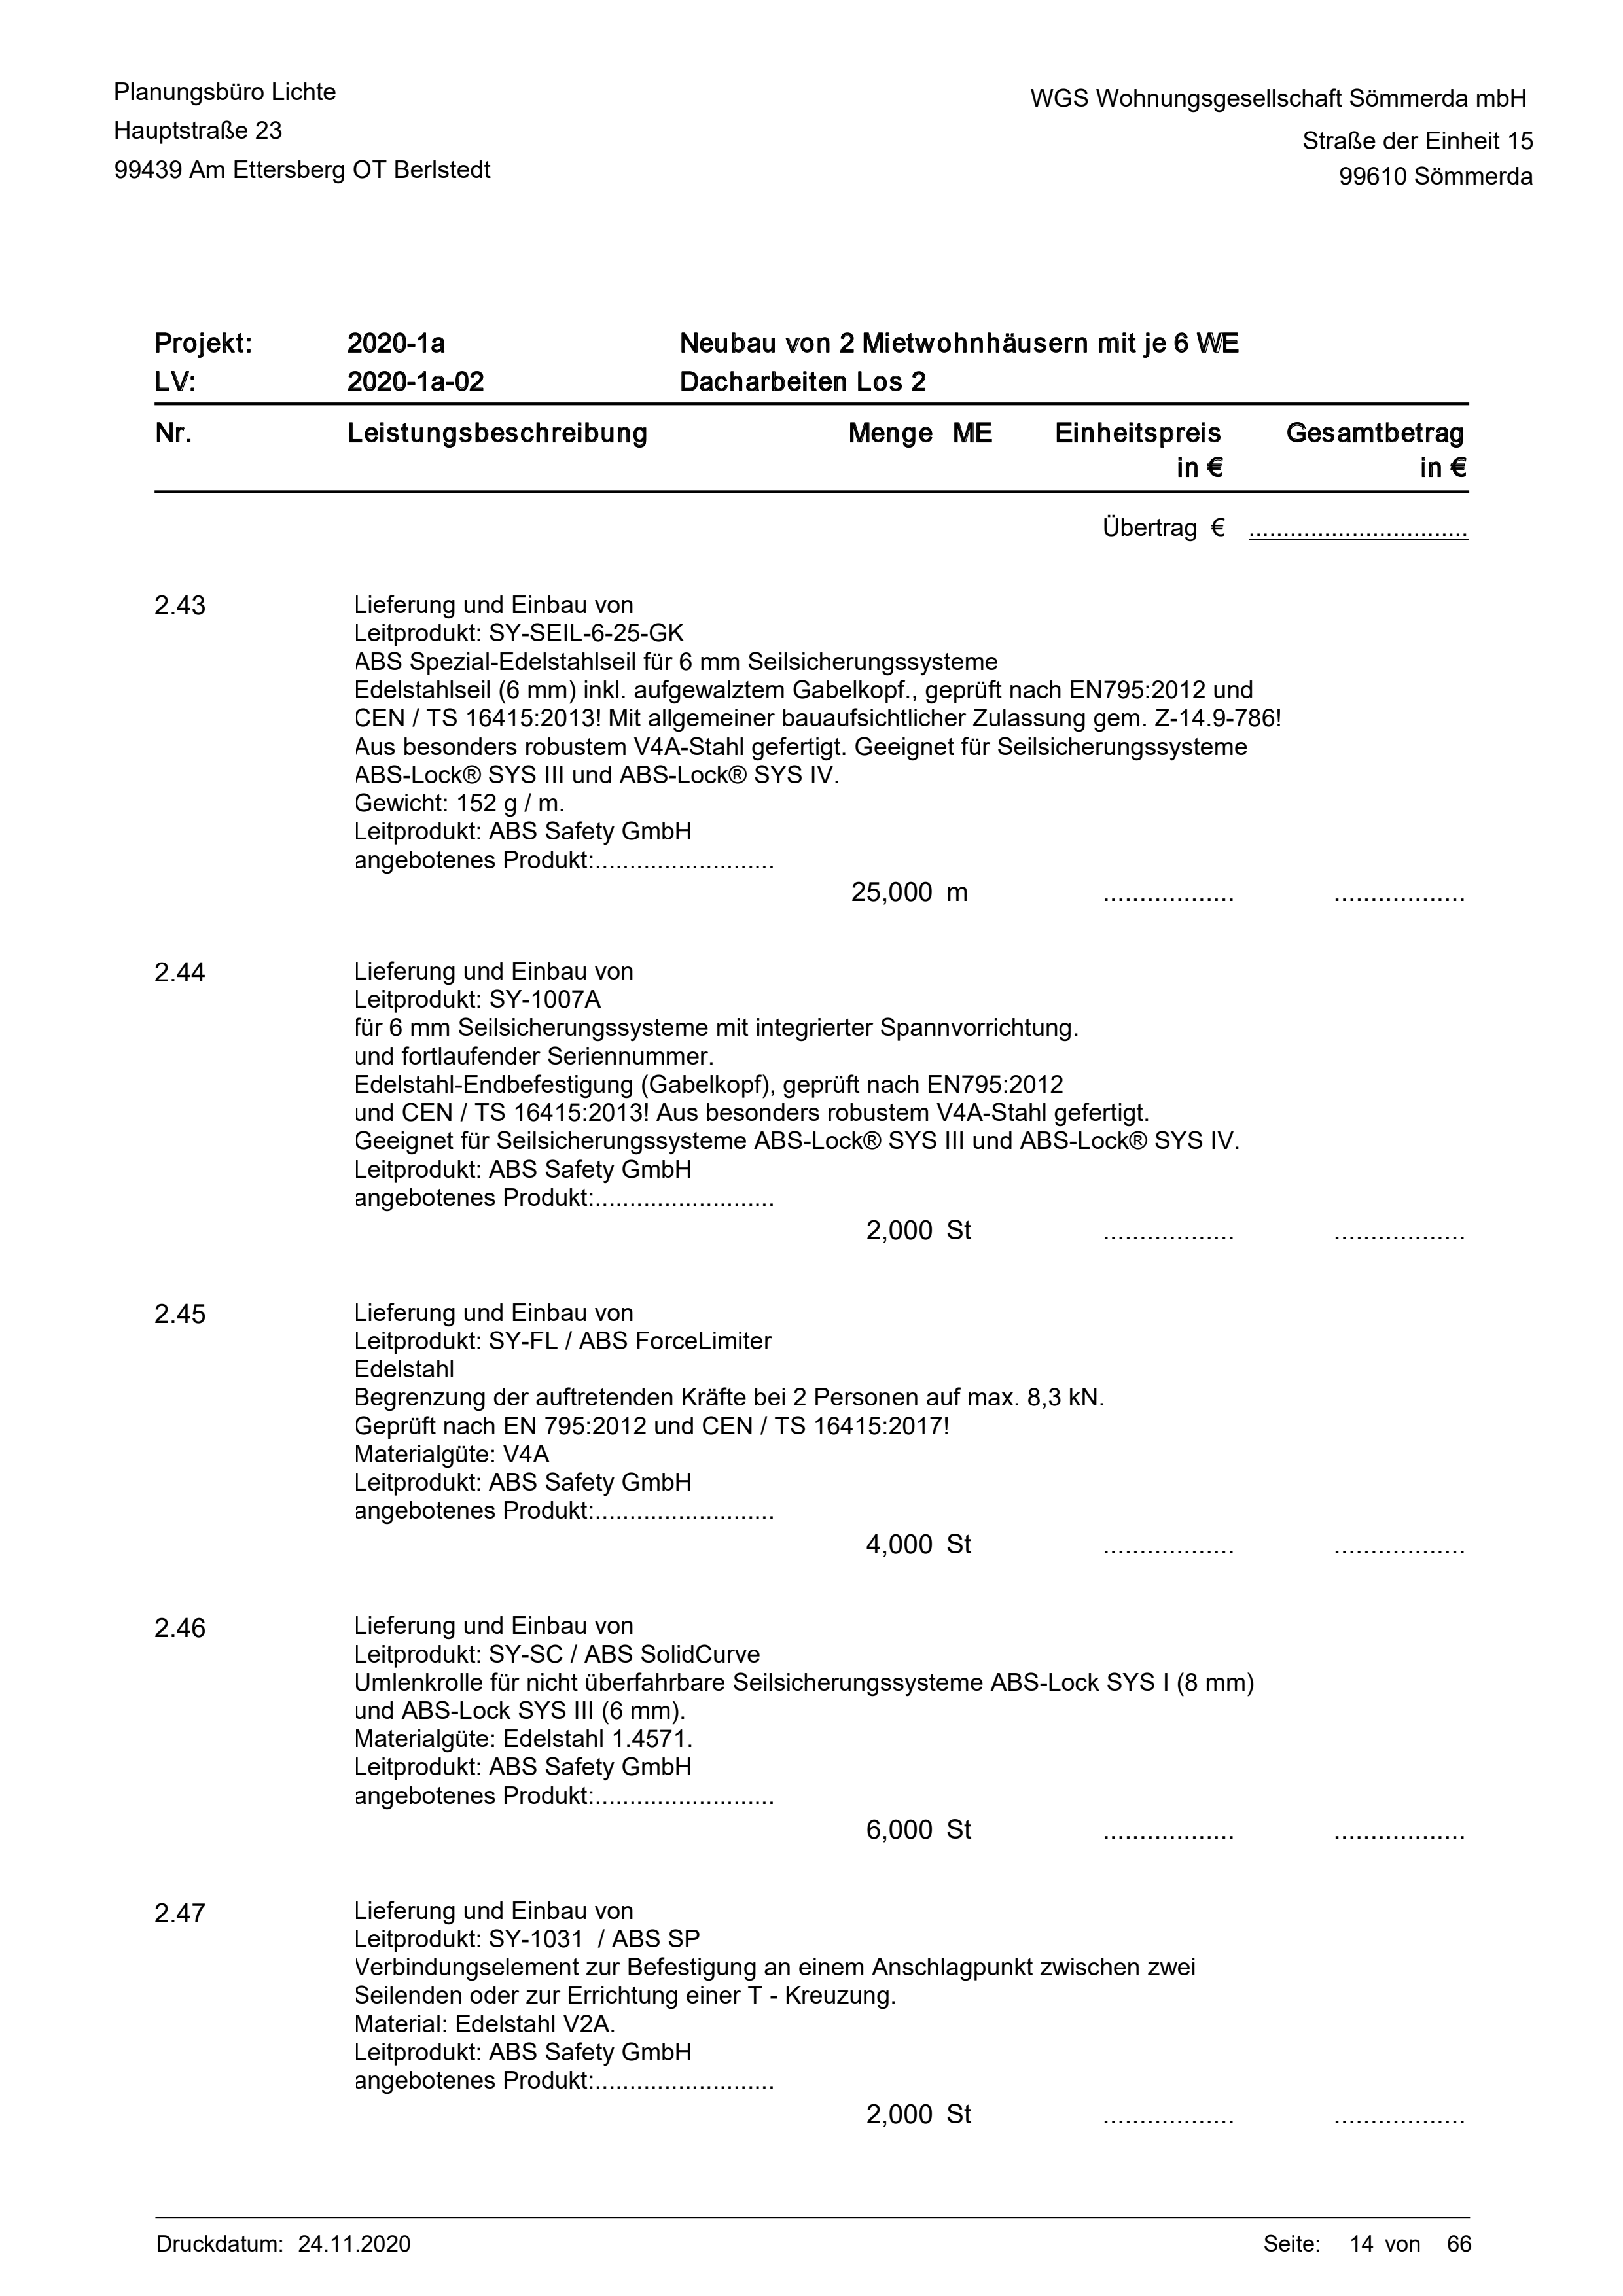 Planungsbüro Lichte
Hauptstraße 23
99439 Am Ettersberg OT Berlstedt
WGS Wohnungsgesellschaft Sömmerda mbH
Straße der Einheit 15
99610 Sömmerda
Projekt: 2020-1a Neubau von 2 Mietwohnhäusern mit je 6 WE
LV: 2020-1a-02 Dacharbeiten Los 2
Nr. Leistungsbeschreibung Menge ME Einheitspreis Gesamtbetrag
in € in €
Übertrag € ................................
2.43 Lieferung und Einbau von
Leitprodukt: SY-SEIL-6-25-GK
ABS Spezial-Edelstahlseil für 6 mm Seilsicherungssysteme
Edelstahlseil (6 mm) inkl. aufgewalztem Gabelkopf., geprüft nach EN795:2012 und
CEN / TS 16415:2013! Mit allgemeiner bauaufsichtlicher Zulassung gem. Z-14.9-786!
Aus besonders robustem V4A-Stahl gefertigt. Geeignet für Seilsicherungssysteme
ABS-Lock® SYS III und ABS-Lock® SYS IV.
Gewicht: 152 g / m.
Leitprodukt: ABS Safety GmbH
angebotenes Produkt:..........................
25,000 m .................. ..................
2.44 Lieferung und Einbau von
Leitprodukt: SY-1007A
für 6 mm Seilsicherungssysteme mit integrierter Spannvorrichtung.
und fortlaufender Seriennummer.
Edelstahl-Endbefestigung (Gabelkopf), geprüft nach EN795:2012
und CEN / TS 16415:2013! Aus besonders robustem V4A-Stahl gefertigt.
Geeignet für Seilsicherungssysteme ABS-Lock® SYS III und ABS-Lock® SYS IV.
Leitprodukt: ABS Safety GmbH
angebotenes Produkt:..........................
2,000 St .................. ..................
2.45 Lieferung und Einbau von
Leitprodukt: SY-FL / ABS ForceLimiter
Edelstahl
Begrenzung der auftretenden Kräfte bei 2 Personen auf max. 8,3 kN.
Geprüft nach EN 795:2012 und CEN / TS 16415:2017!
Materialgüte: V4A
Leitprodukt: ABS Safety GmbH
angebotenes Produkt:..........................
4,000 St .................. ..................
2.46 Lieferung und Einbau von
Leitprodukt: SY-SC / ABS SolidCurve
Umlenkrolle für nicht überfahrbare Seilsicherungssysteme ABS-Lock SYS I (8 mm)
und ABS-Lock SYS III (6 mm).
Materialgüte: Edelstahl 1.4571.
Leitprodukt: ABS Safety GmbH
angebotenes Produkt:..........................
6,000 St .................. ..................
2.47 Lieferung und Einbau von
Leitprodukt: SY-1031 / ABS SP
Verbindungselement zur Befestigung an einem Anschlagpunkt zwischen zwei
Seilenden oder zur Errichtung einer T - Kreuzung.
Material: Edelstahl V2A.
Leitprodukt: ABS Safety GmbH
angebotenes Produkt:..........................
2,000 St .................. ..................
Druckdatum: 24.11.2020 Seite: 14 von 66